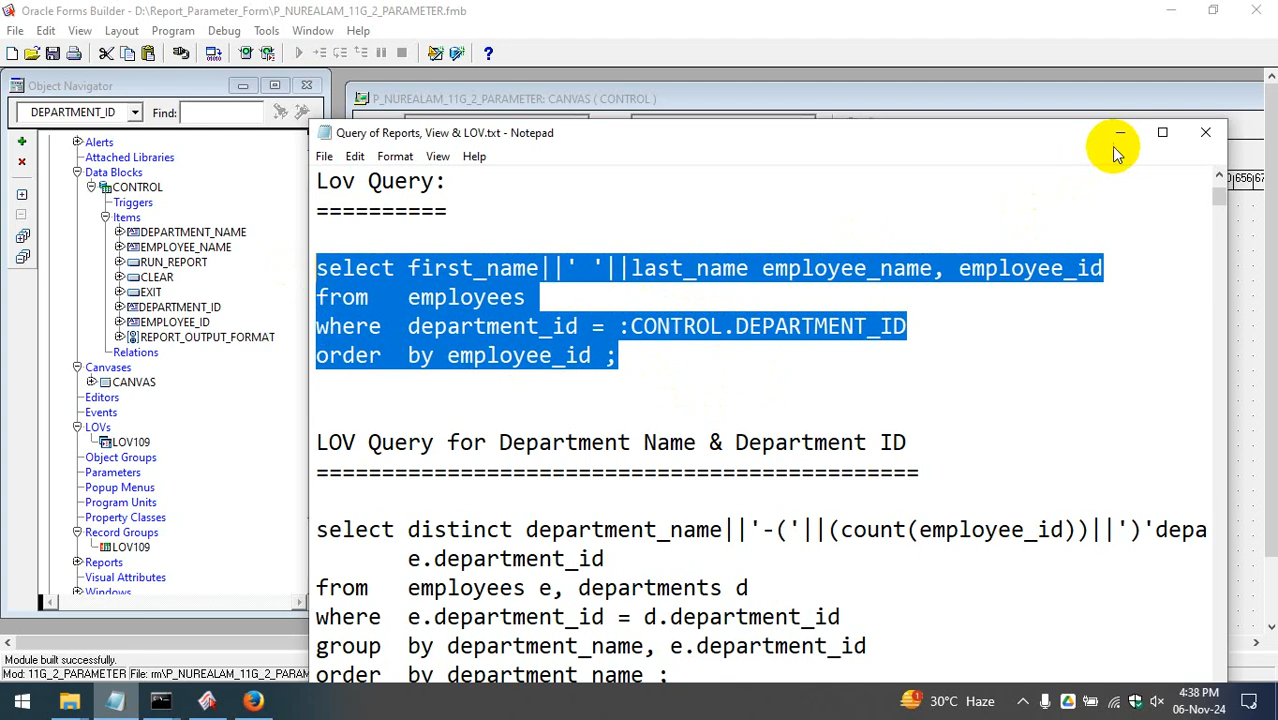 Oracle Forms Builder - D:\Report_Parameter_Form\P_NUREALAM_11G_2_PARAMETER.fmb
File Edit View Layout Program Debug Tools Window Help
Object Navigator
DEPARTMENT_ID Find:
Alerts
Attached Libraries
Data Blocks
CONTROL
Triggers
Items
DEPARTMENT_NAME
EMPLOYEE_NAME
RUN_REPORT
CLEAR
EXIT
DEPARTMENT_ID
EMPLOYEE_ID
REPORT_OUTPUT_FORMAT
Relations
Canvases
CANVAS
Editors
Events
LOVs
LOV109
Object Groups
Parameters
Popup Menus
Program Units
Property Classes
Record Groups
LOV109
Reports
Visual Attributes
Windows
P_NUREALAM_11G_2_PARAMETER: CANVAS ( CONTROL )
Query of Reports, View & LOV.txt - Notepad
File Edit Format View Help
Lov Query:
==========
select first_name||' '||last_name employee_name, employee_id
from employees
where department_id = :CONTROL.DEPARTMENT_ID
order by employee_id ;
LOV Query for Department Name & Department ID
==============================================
select distinct department_name||'-('||(count(employee_id))||')'depa
e.department_id
from employees e, departments d
where e.department_id = d.department_id
group by department_name, e.department_id
order by department_name ;
Module built successfully.
Mod: 11G_2_PARAMETER File: rm\P_NUREALAM_11G_2_PARAM
30°C Haze
4:38 PM
06-Nov-24